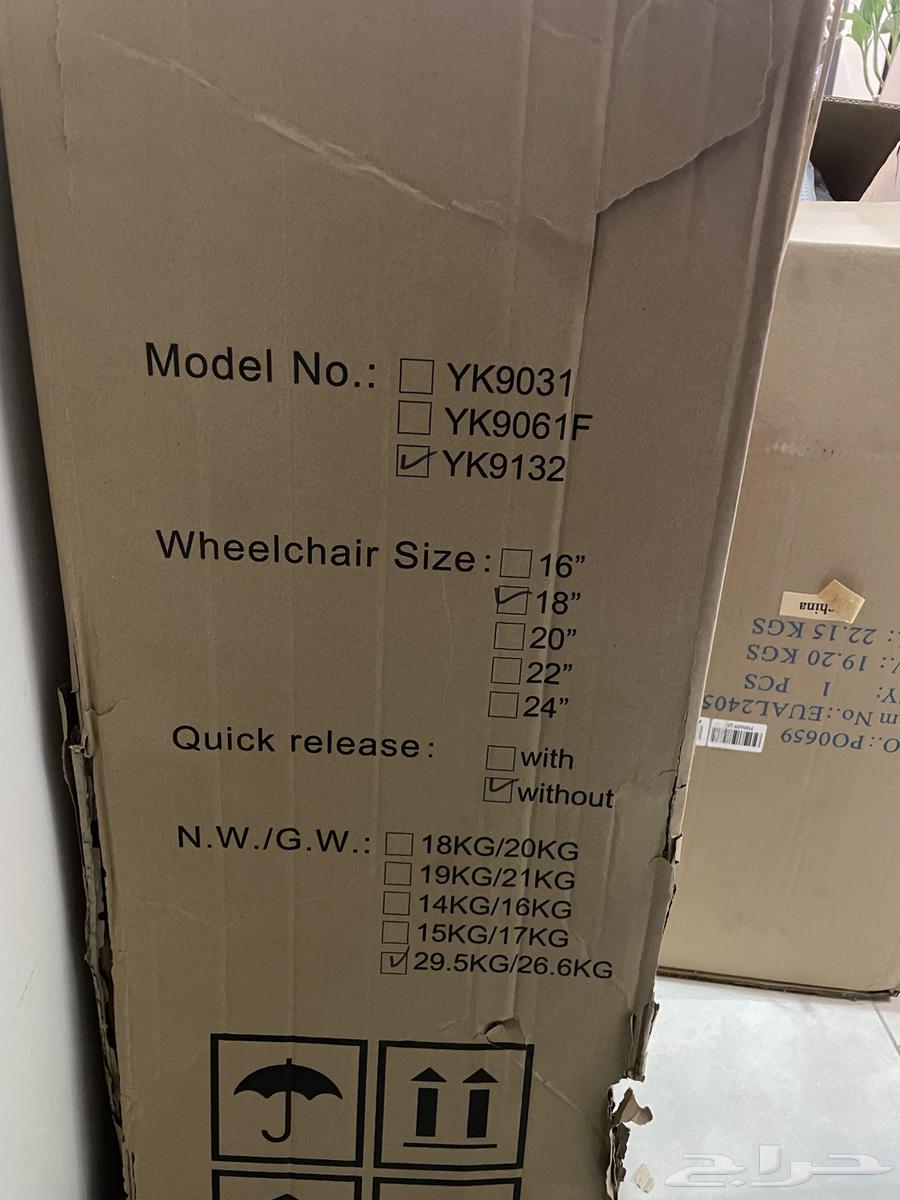 Model No.: YK9031
YK9061F
YK9132
Wheelchair Size: 16”
18”
20”
22”
24”
Quick release: with
without
N.W./G.W.: 18KG/20KG
19KG/21KG
14KG/16KG
15KG/17KG
29.5KG/26.6KG
china
: 22.15 KGS
: 19.20 KGS
1 PCS
m No.:EUAL2405
O.:PO0659
حراج